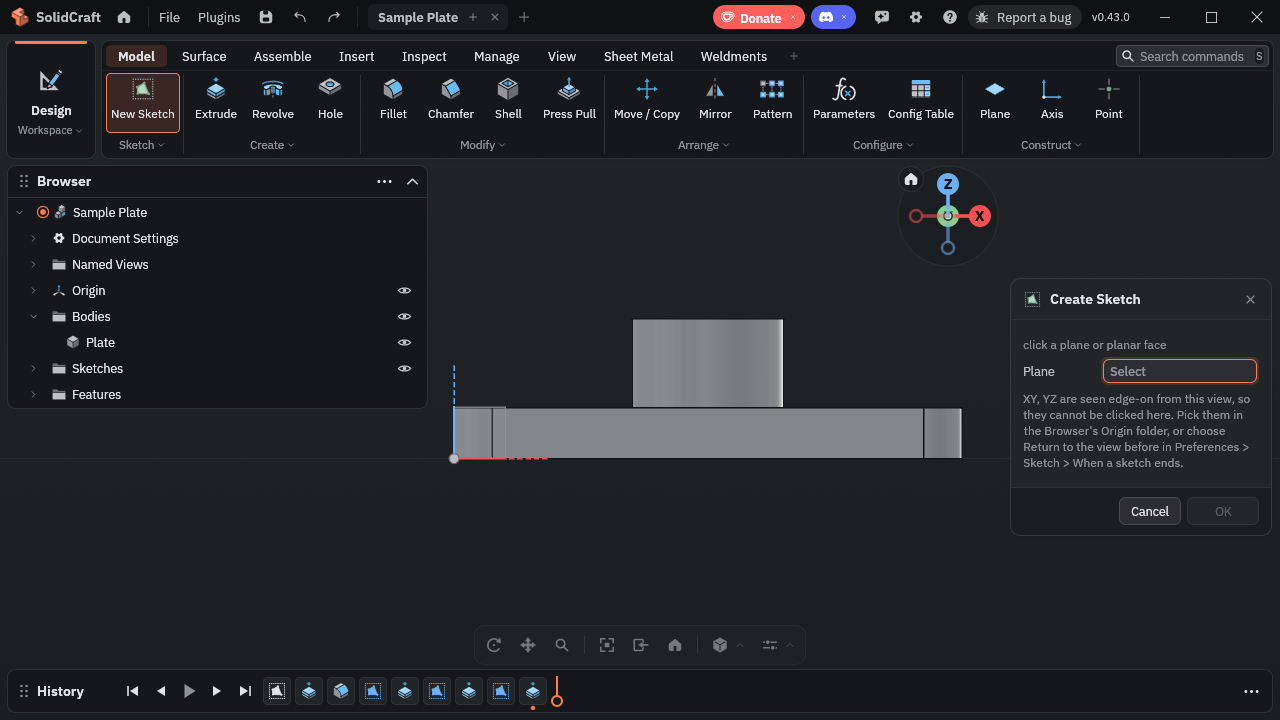 SolidCraft
File
Plugins
Sample Plate
Donate
Report a bug
v0.43.0
Design
Workspace
Model
Surface
Assemble
Insert
Inspect
Manage
View
Sheet Metal
Weldments
Search commands
S
New Sketch
Extrude
Revolve
Hole
Fillet
Chamfer
Shell
Press Pull
Move / Copy
Mirror
Pattern
Parameters
Config Table
Plane
Axis
Point
Sketch
Create
Modify
Arrange
Configure
Construct
Browser
Sample Plate
Document Settings
Named Views
Origin
Bodies
Plate
Sketches
Features
Z
X
Create Sketch
click a plane or planar face
Plane
Select
XY, YZ are seen edge-on from this view, so
they cannot be clicked here. Pick them in
the Browser's Origin folder, or choose
Return to the view before in Preferences >
Sketch > When a sketch ends.
Cancel
OK
History